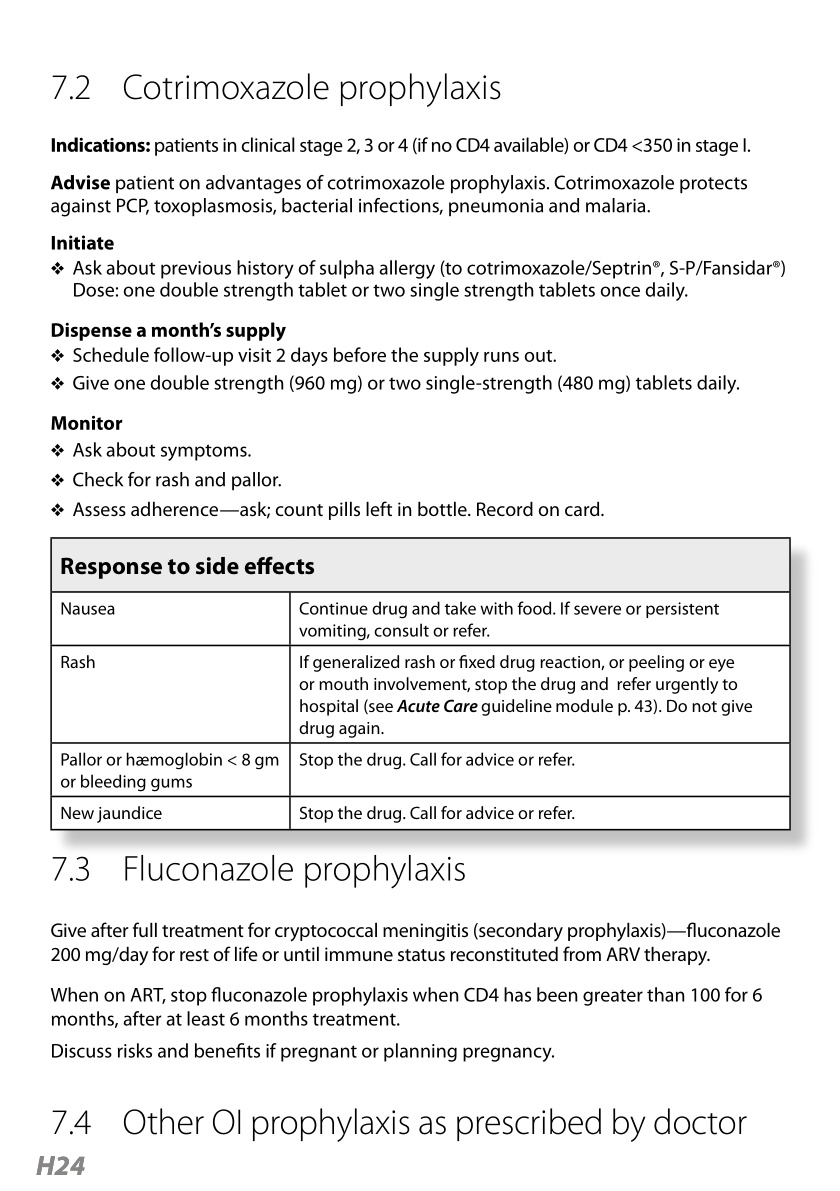 7.2 Cotrimoxazole prophylaxis
Indications: patients in clinical stage 2, 3 or 4 (if no CD4 available) or CD4 <350 in stage I.
Advise patient on advantages of cotrimoxazole prophylaxis. Cotrimoxazole protects
against PCP, toxoplasmosis, bacterial infections, pneumonia and malaria.
Initiate
❖ Ask about previous history of sulpha allergy (to cotrimoxazole/Septrin®, S-P/Fansidar®)
Dose: one double strength tablet or two single strength tablets once daily.
Dispense a month’s supply
❖ Schedule follow-up visit 2 days before the supply runs out.
❖ Give one double strength (960 mg) or two single-strength (480 mg) tablets daily.
Monitor
❖ Ask about symptoms.
❖ Check for rash and pallor.
❖ Assess adherence—ask; count pills left in bottle. Record on card.
Response to side effects
Nausea
Continue drug and take with food. If severe or persistent
vomiting, consult or refer.
Rash
If generalized rash or fixed drug reaction, or peeling or eye
or mouth involvement, stop the drug and refer urgently to
hospital (see Acute Care guideline module p. 43). Do not give
drug again.
Pallor or hæmoglobin < 8 gm
or bleeding gums
Stop the drug. Call for advice or refer.
New jaundice
Stop the drug. Call for advice or refer.
7.3 Fluconazole prophylaxis
Give after full treatment for cryptococcal meningitis (secondary prophylaxis)—fluconazole
200 mg/day for rest of life or until immune status reconstituted from ARV therapy.
When on ART, stop fluconazole prophylaxis when CD4 has been greater than 100 for 6
months, after at least 6 months treatment.
Discuss risks and benefits if pregnant or planning pregnancy.
7.4 Other OI prophylaxis as prescribed by doctor
H24